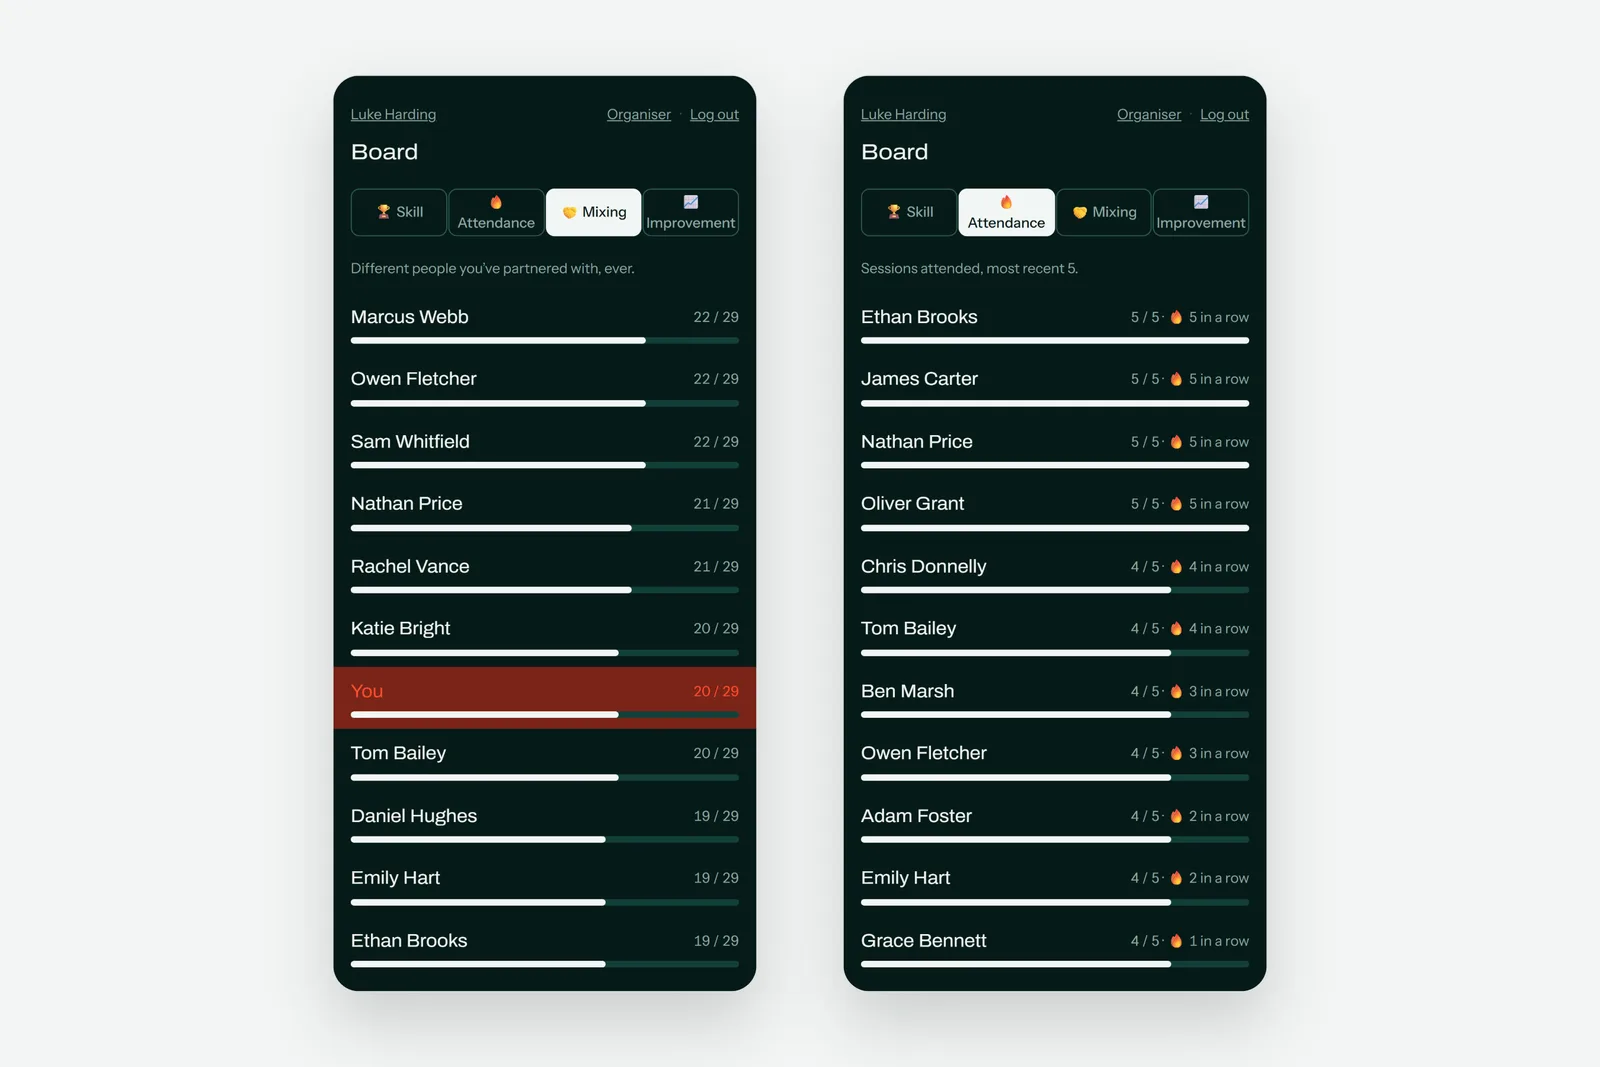 Luke Harding
Organiser · Log out
Board
🏆 Skill
🔥 Attendance
🤝 Mixing
📈 Improvement
Different people you've partnered with, ever.
Marcus Webb 22 / 29
Owen Fletcher 22 / 29
Sam Whitfield 22 / 29
Nathan Price 21 / 29
Rachel Vance 21 / 29
Katie Bright 20 / 29
You 20 / 29
Tom Bailey 20 / 29
Daniel Hughes 19 / 29
Emily Hart 19 / 29
Ethan Brooks 19 / 29
Luke Harding
Organiser · Log out
Board
🏆 Skill
🔥 Attendance
🤝 Mixing
📈 Improvement
Sessions attended, most recent 5.
Ethan Brooks 5 / 5 · 🔥 5 in a row
James Carter 5 / 5 · 🔥 5 in a row
Nathan Price 5 / 5 · 🔥 5 in a row
Oliver Grant 5 / 5 · 🔥 5 in a row
Chris Donnelly 4 / 5 · 🔥 4 in a row
Tom Bailey 4 / 5 · 🔥 4 in a row
Ben Marsh 4 / 5 · 🔥 3 in a row
Owen Fletcher 4 / 5 · 🔥 3 in a row
Adam Foster 4 / 5 · 🔥 2 in a row
Emily Hart 4 / 5 · 🔥 2 in a row
Grace Bennett 4 / 5 · 🔥 1 in a row